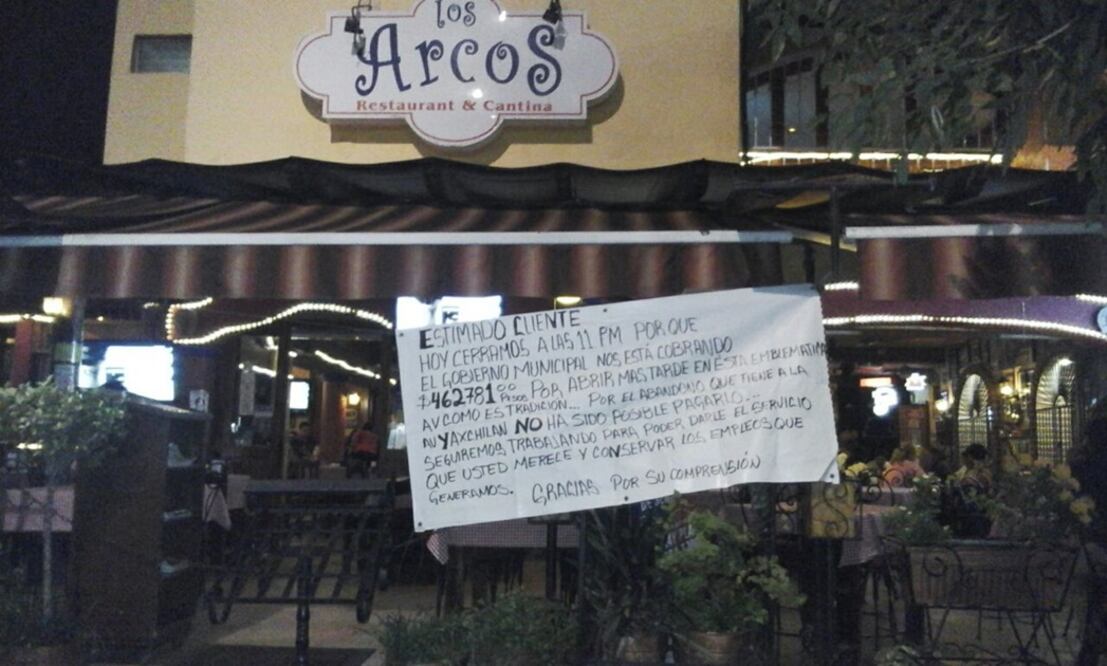 los
Arcos
Restaurant & Cantina
ESTIMADO CLIENTE
HOY CERRAMOS A LAS 11 PM PORQUE
EL GOBIERNO MUNICIPAL NOS ESTÁ COBRANDO
$462781.00 PESOS POR ABRIR MAS TARDE EN ÉSTA EMBLEMATICA
AV COMO ES TRADICION... POR EL ABANDONO QUE TIENE A LA
AV YAXCHILAN NO HA SIDO POSIBLE PAGARLO...
SEGUIREMOS TRABAJANDO PARA PODER DARLE EL SERVICIO
QUE USTED MERECE Y CONSERVAR LOS EMPLEOS QUE
GENERAMOS. GRACIAS POR SU COMPRENSIÓN